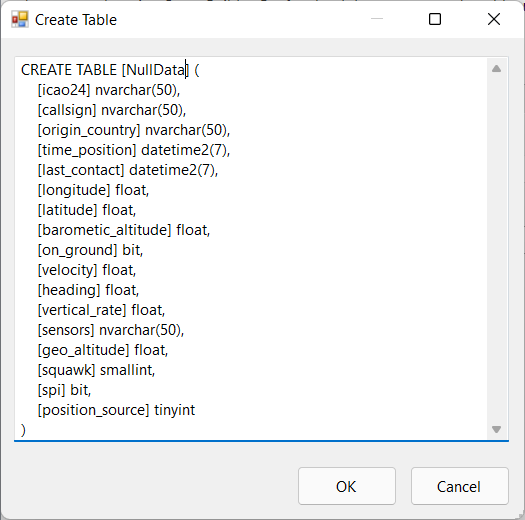 Create Table
CREATE TABLE [NullData] (
[icao24] nvarchar(50),
[callsign] nvarchar(50),
[origin_country] nvarchar(50),
[time_position] datetime2(7),
[last_contact] datetime2(7),
[longitude] float,
[latitude] float,
[barometic_altitude] float,
[on_ground] bit,
[velocity] float,
[heading] float,
[vertical_rate] float,
[sensors] nvarchar(50),
[geo_altitude] float,
[squawk] smallint,
[spi] bit,
[position_source] tinyint
)
OK Cancel